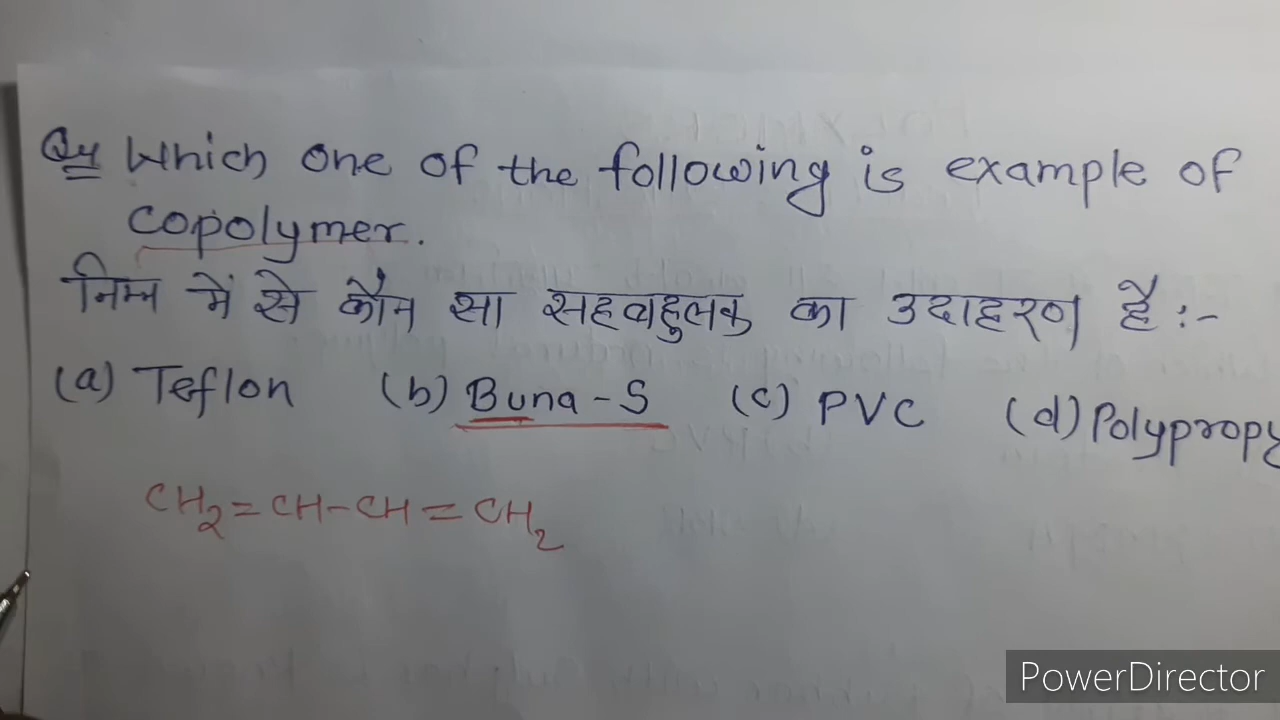 Q4 Which one of the following is example of
copolymer.
निम्न में से कौन सा सहबहुलक का उदाहरण है :-
(a) Teflon (b) Buna-S (c) PVC (d) Polypropy
CH2=CH-CH=CH2
PowerDirector